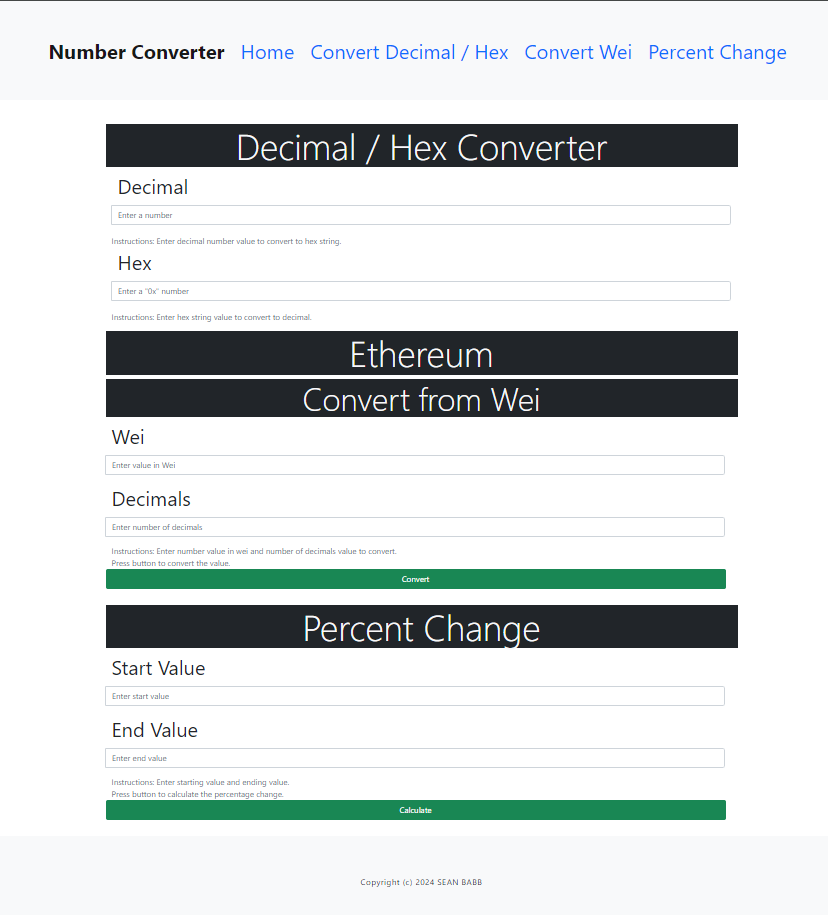 Number Converter Home Convert Decimal / Hex Convert Wei Percent Change
Decimal / Hex Converter
Decimal
Enter a number
Instructions: Enter decimal number value to convert to hex string.
Hex
Enter a "0x" number
Instructions: Enter hex string value to convert to decimal.
Ethereum
Convert from Wei
Wei
Enter value in Wei
Decimals
Enter number of decimals
Instructions: Enter number value in wei and number of decimals value to convert.
Press button to convert the value.
Convert
Percent Change
Start Value
Enter start value
End Value
Enter end value
Instructions: Enter starting value and ending value.
Press button to calculate the percentage change.
Calculate
Copyright (c) 2024 SEAN BABB